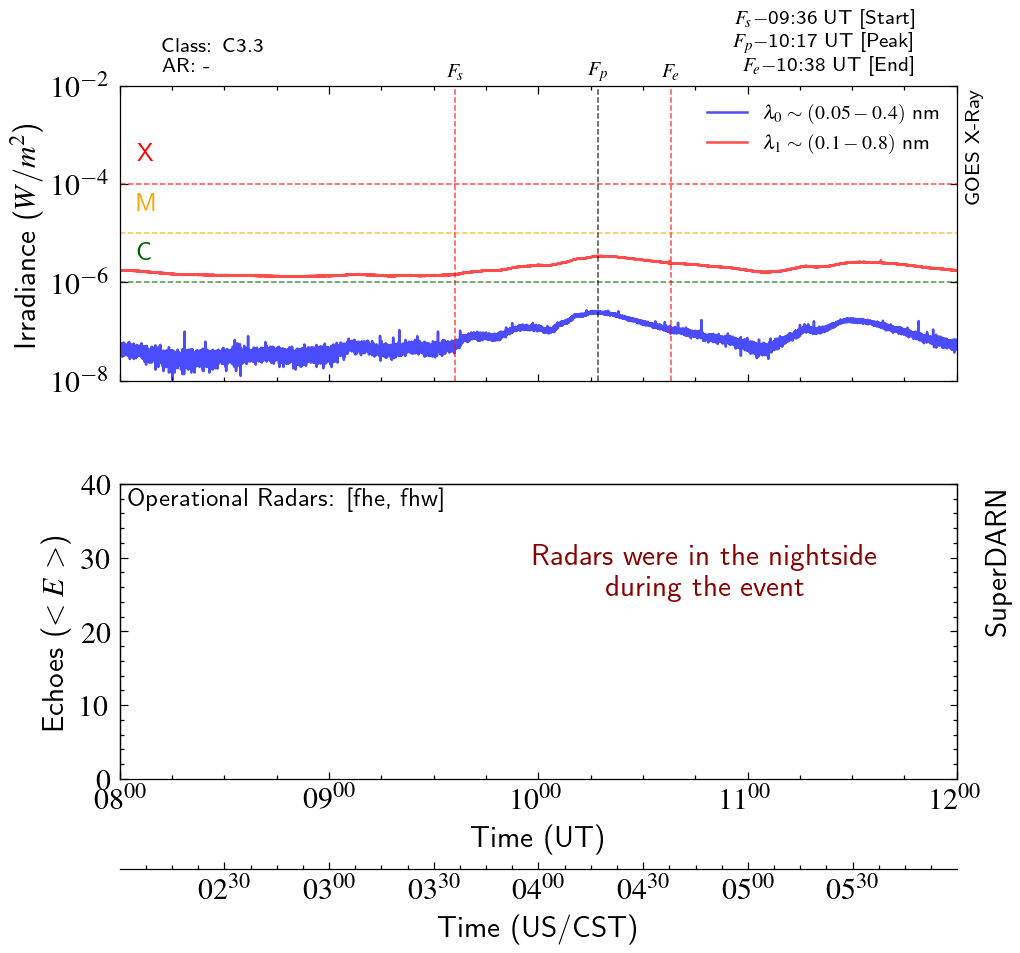 Class: C3.3
AR: -
F_s−09:36 UT [Start]
F_p−10:17 UT [Peak]
F_e−10:38 UT [End]
F_s
F_p
F_e
λ_0 ∼ (0.05 − 0.4) nm
λ_1 ∼ (0.1 − 0.8) nm
X
M
C
10^{−2}
10^{−4}
10^{−6}
10^{−8}
Irradiance (W/m^2)
GOES X-Ray
Operational Radars: [fhe, fhw]
Radars were in the nightside
during the event
40
30
20
10
0
Echoes (< E >)
SuperDARN
08^{00} 09^{00} 10^{00} 11^{00} 12^{00}
Time (UT)
02^{30} 03^{00} 03^{30} 04^{00} 04^{30} 05^{00} 05^{30}
Time (US/CST)